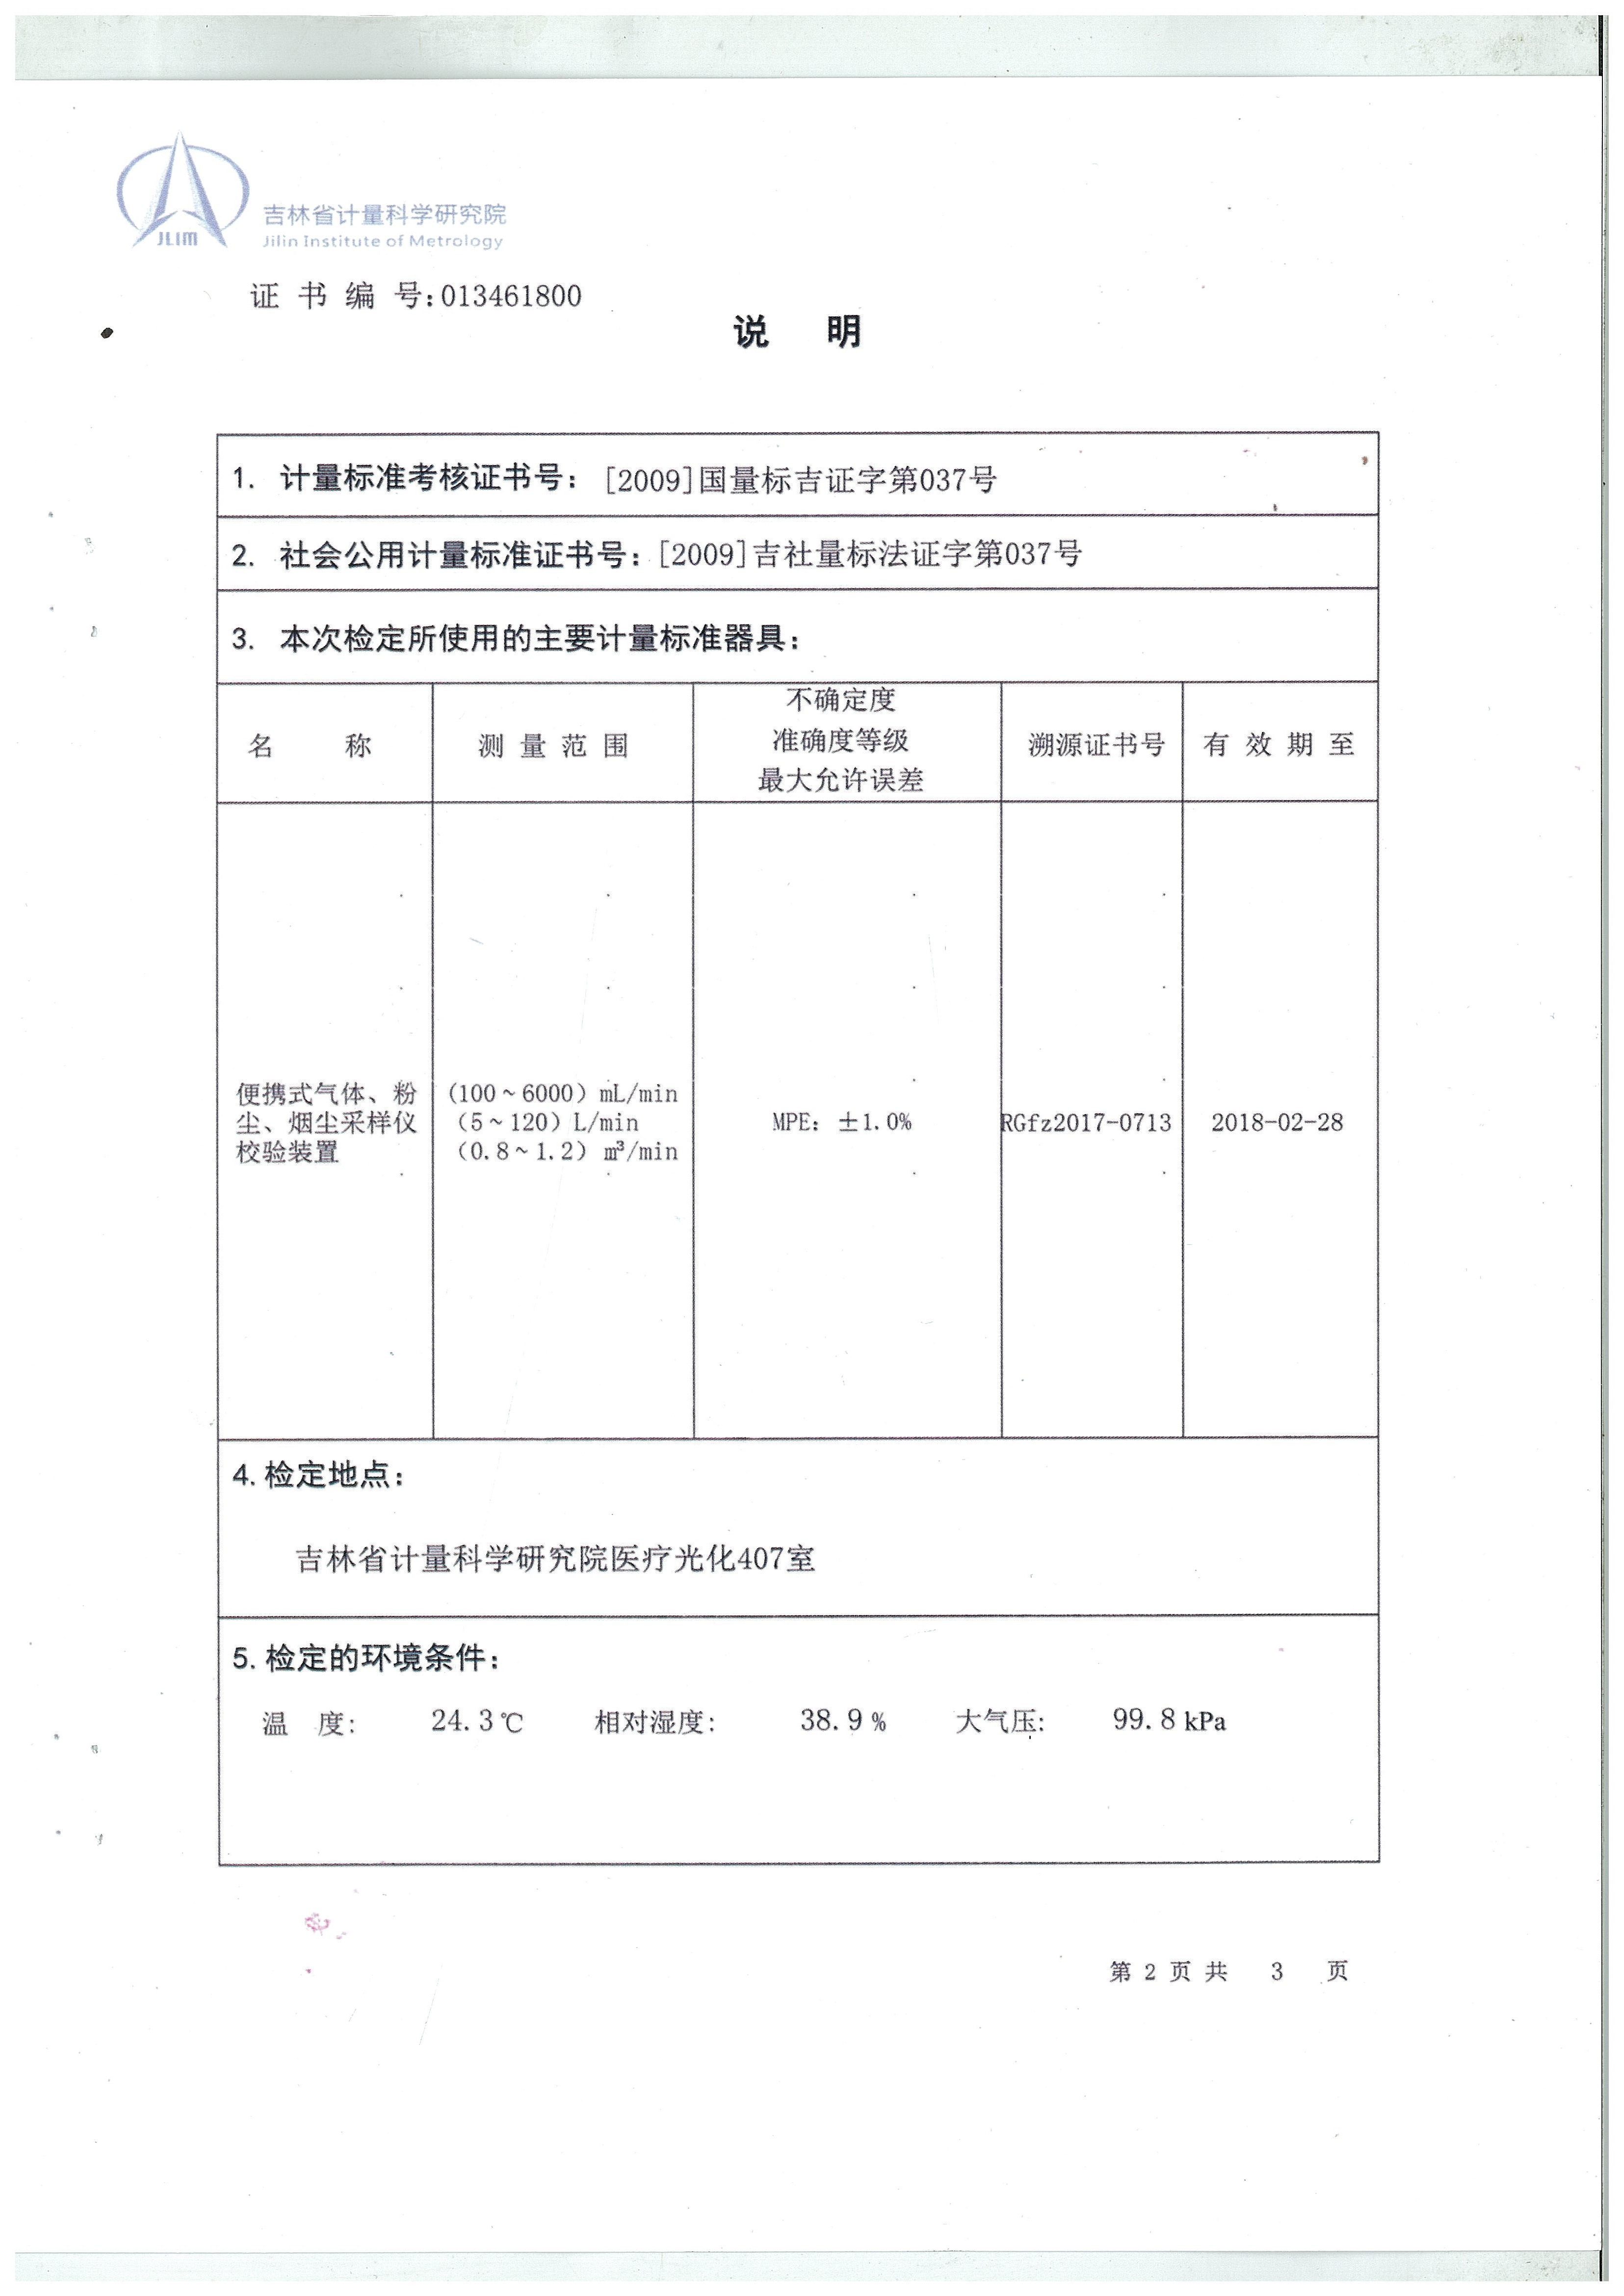 JLIM
吉林省计量科学研究院
Jilin Institute of Metrology
证 书 编 号:013461800
说 明
1. 计量标准考核证书号: [2009]国量标吉证字第037号
2. 社会公用计量标准证书号: [2009]吉社量标法证字第037号
3. 本次检定所使用的主要计量标准器具:
名 称
测 量 范 围
不确定度
准确度等级
最大允许误差
溯源证书号
有 效 期 至
便携式气体、粉
尘、烟尘采样仪
校验装置
(100~6000) mL/min
(5~120) L/min
(0.8~1.2) m³/min
MPE: ±1.0%
RGfz2017-0713
2018-02-28
4.检定地点:
吉林省计量科学研究院医疗光化407室
5.检定的环境条件:
温 度: 24.3℃ 相对湿度: 38.9 % 大气压: 99.8 kPa
第 2 页 共 3 页